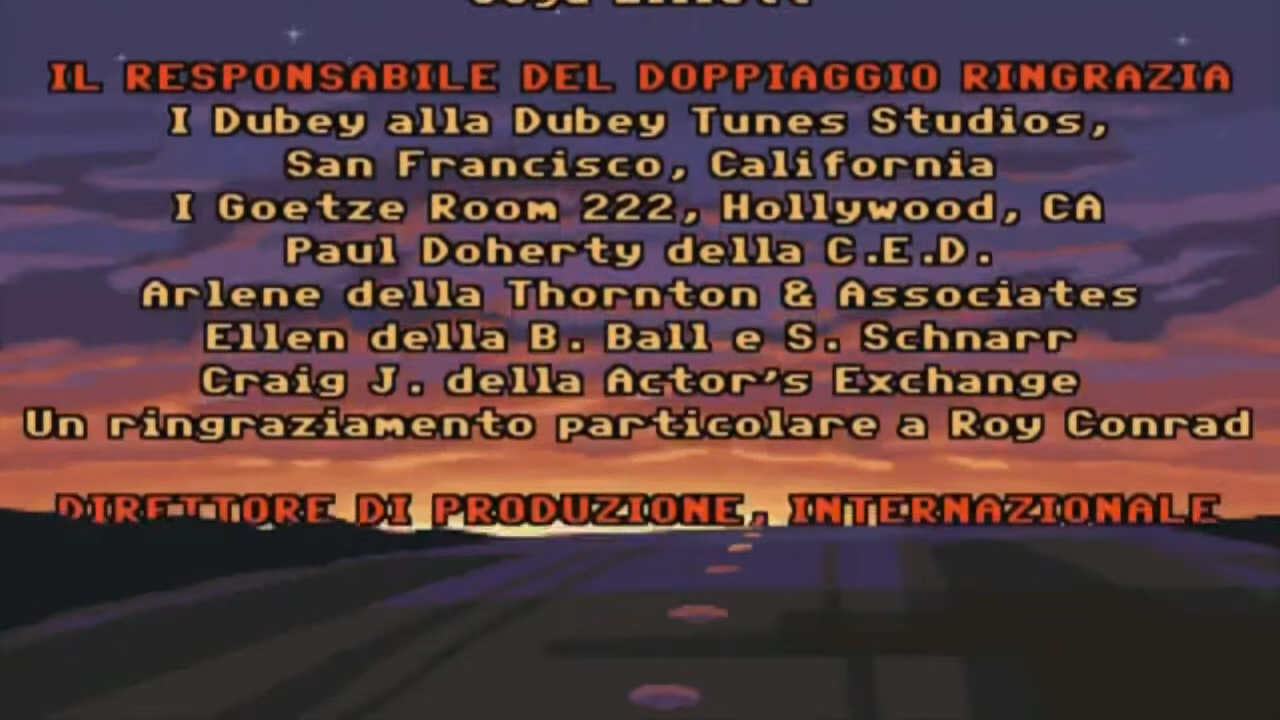 IL RESPONSABILE DEL DOPPIAGGIO RINGRAZIA
I Dubey alla Dubey Tunes Studios,
San Francisco, California
I Goetze Room 222, Hollywood, CA
Paul Doherty della C.E.D.
Arlene della Thornton & Associates
Ellen della B. Ball e S. Schnarr
Craig J. della Actor's Exchange
Un ringraziamento particolare a Roy Conrad
DIRETTORE DI PRODUZIONE, INTERNAZIONALE